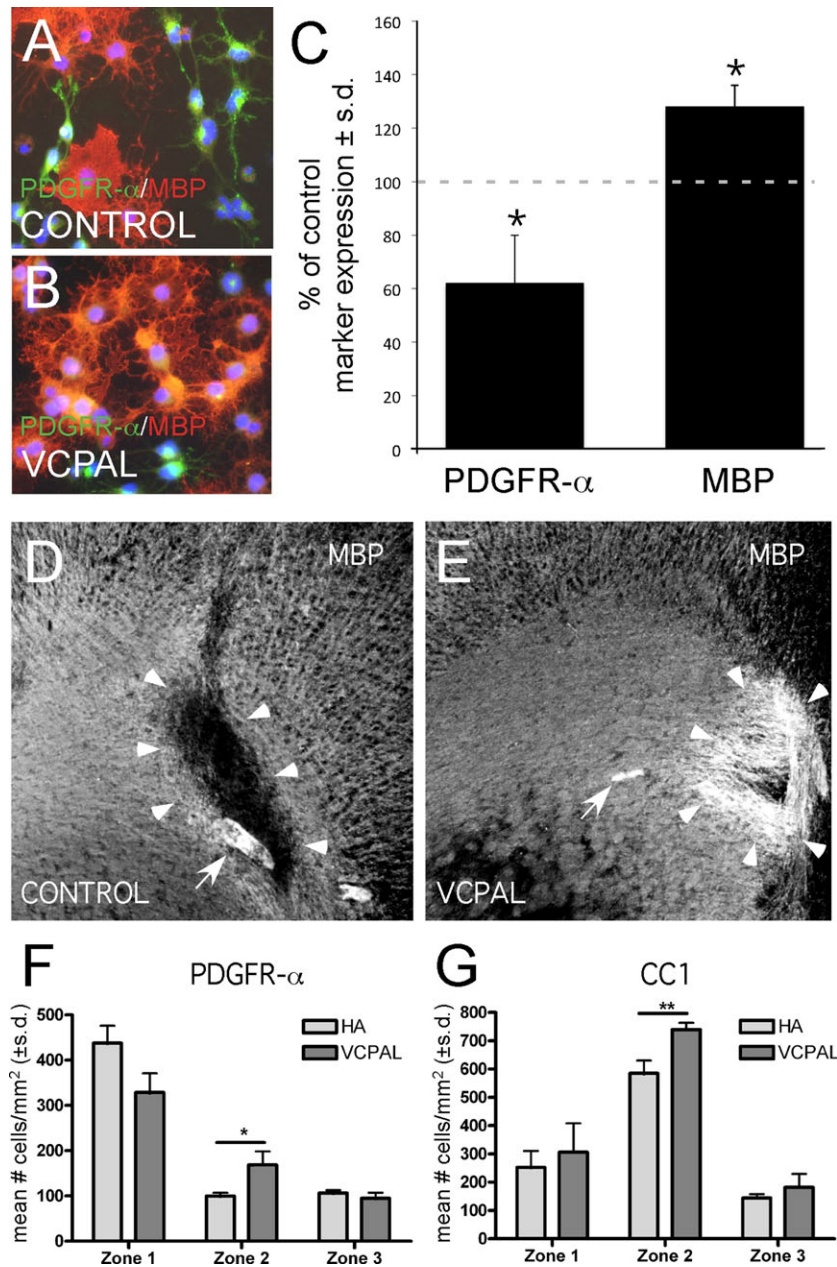 A
PDGFR-α/MBP
CONTROL
B
PDGFR-α/MBP
VCPAL
C
% of control
marker expression ± s.d.
160
140
120
100
80
60
40
20
0
*
*
PDGFR-α
MBP
D
MBP
CONTROL
E
MBP
VCPAL
F
PDGFR-α
mean # cells/mm² (±s.d.)
500
400
300
200
100
0
HA
VCPAL
*
Zone 1
Zone 2
Zone 3
G
CC1
mean # cells/mm² (±s.d.)
800
700
600
500
400
300
200
100
0
HA
VCPAL
**
Zone 1
Zone 2
Zone 3